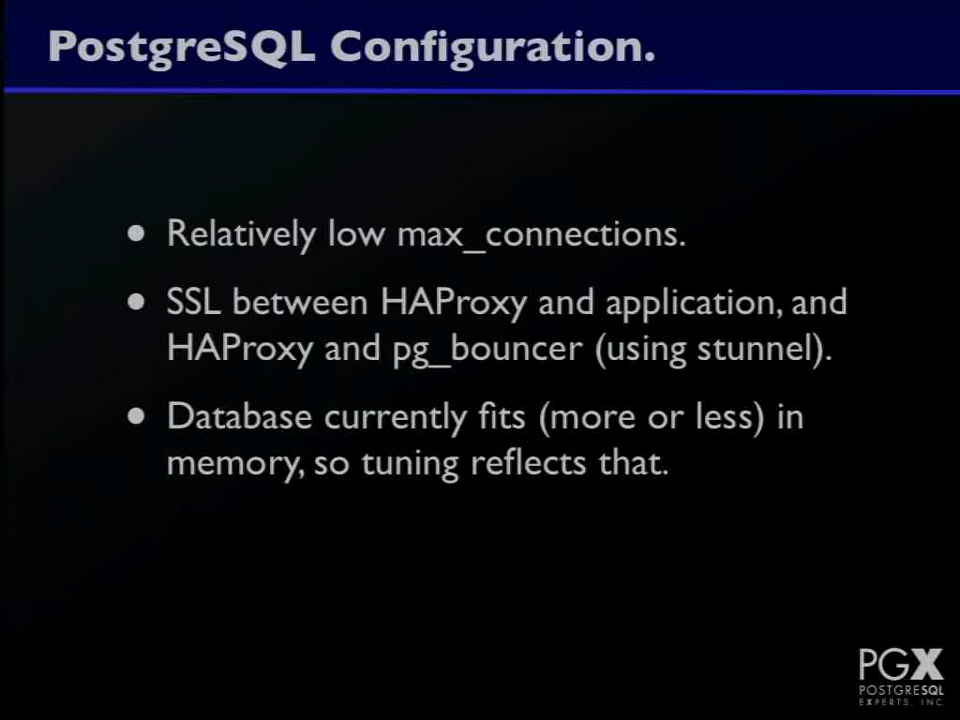 PostgreSQL Configuration.
• Relatively low max_connections.
• SSL between HAProxy and application, and
HAProxy and pg_bouncer (using stunnel).
• Database currently fits (more or less) in
memory, so tuning reflects that.
PGX
POSTGRESQL
EXPERTS, INC.